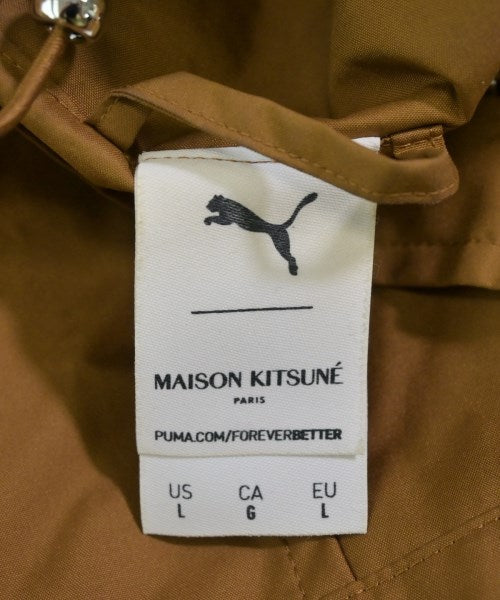 MAISON KITSUNÉ
PARIS
PUMA.COM/FOREVERBETTER
US CA EU
L G L